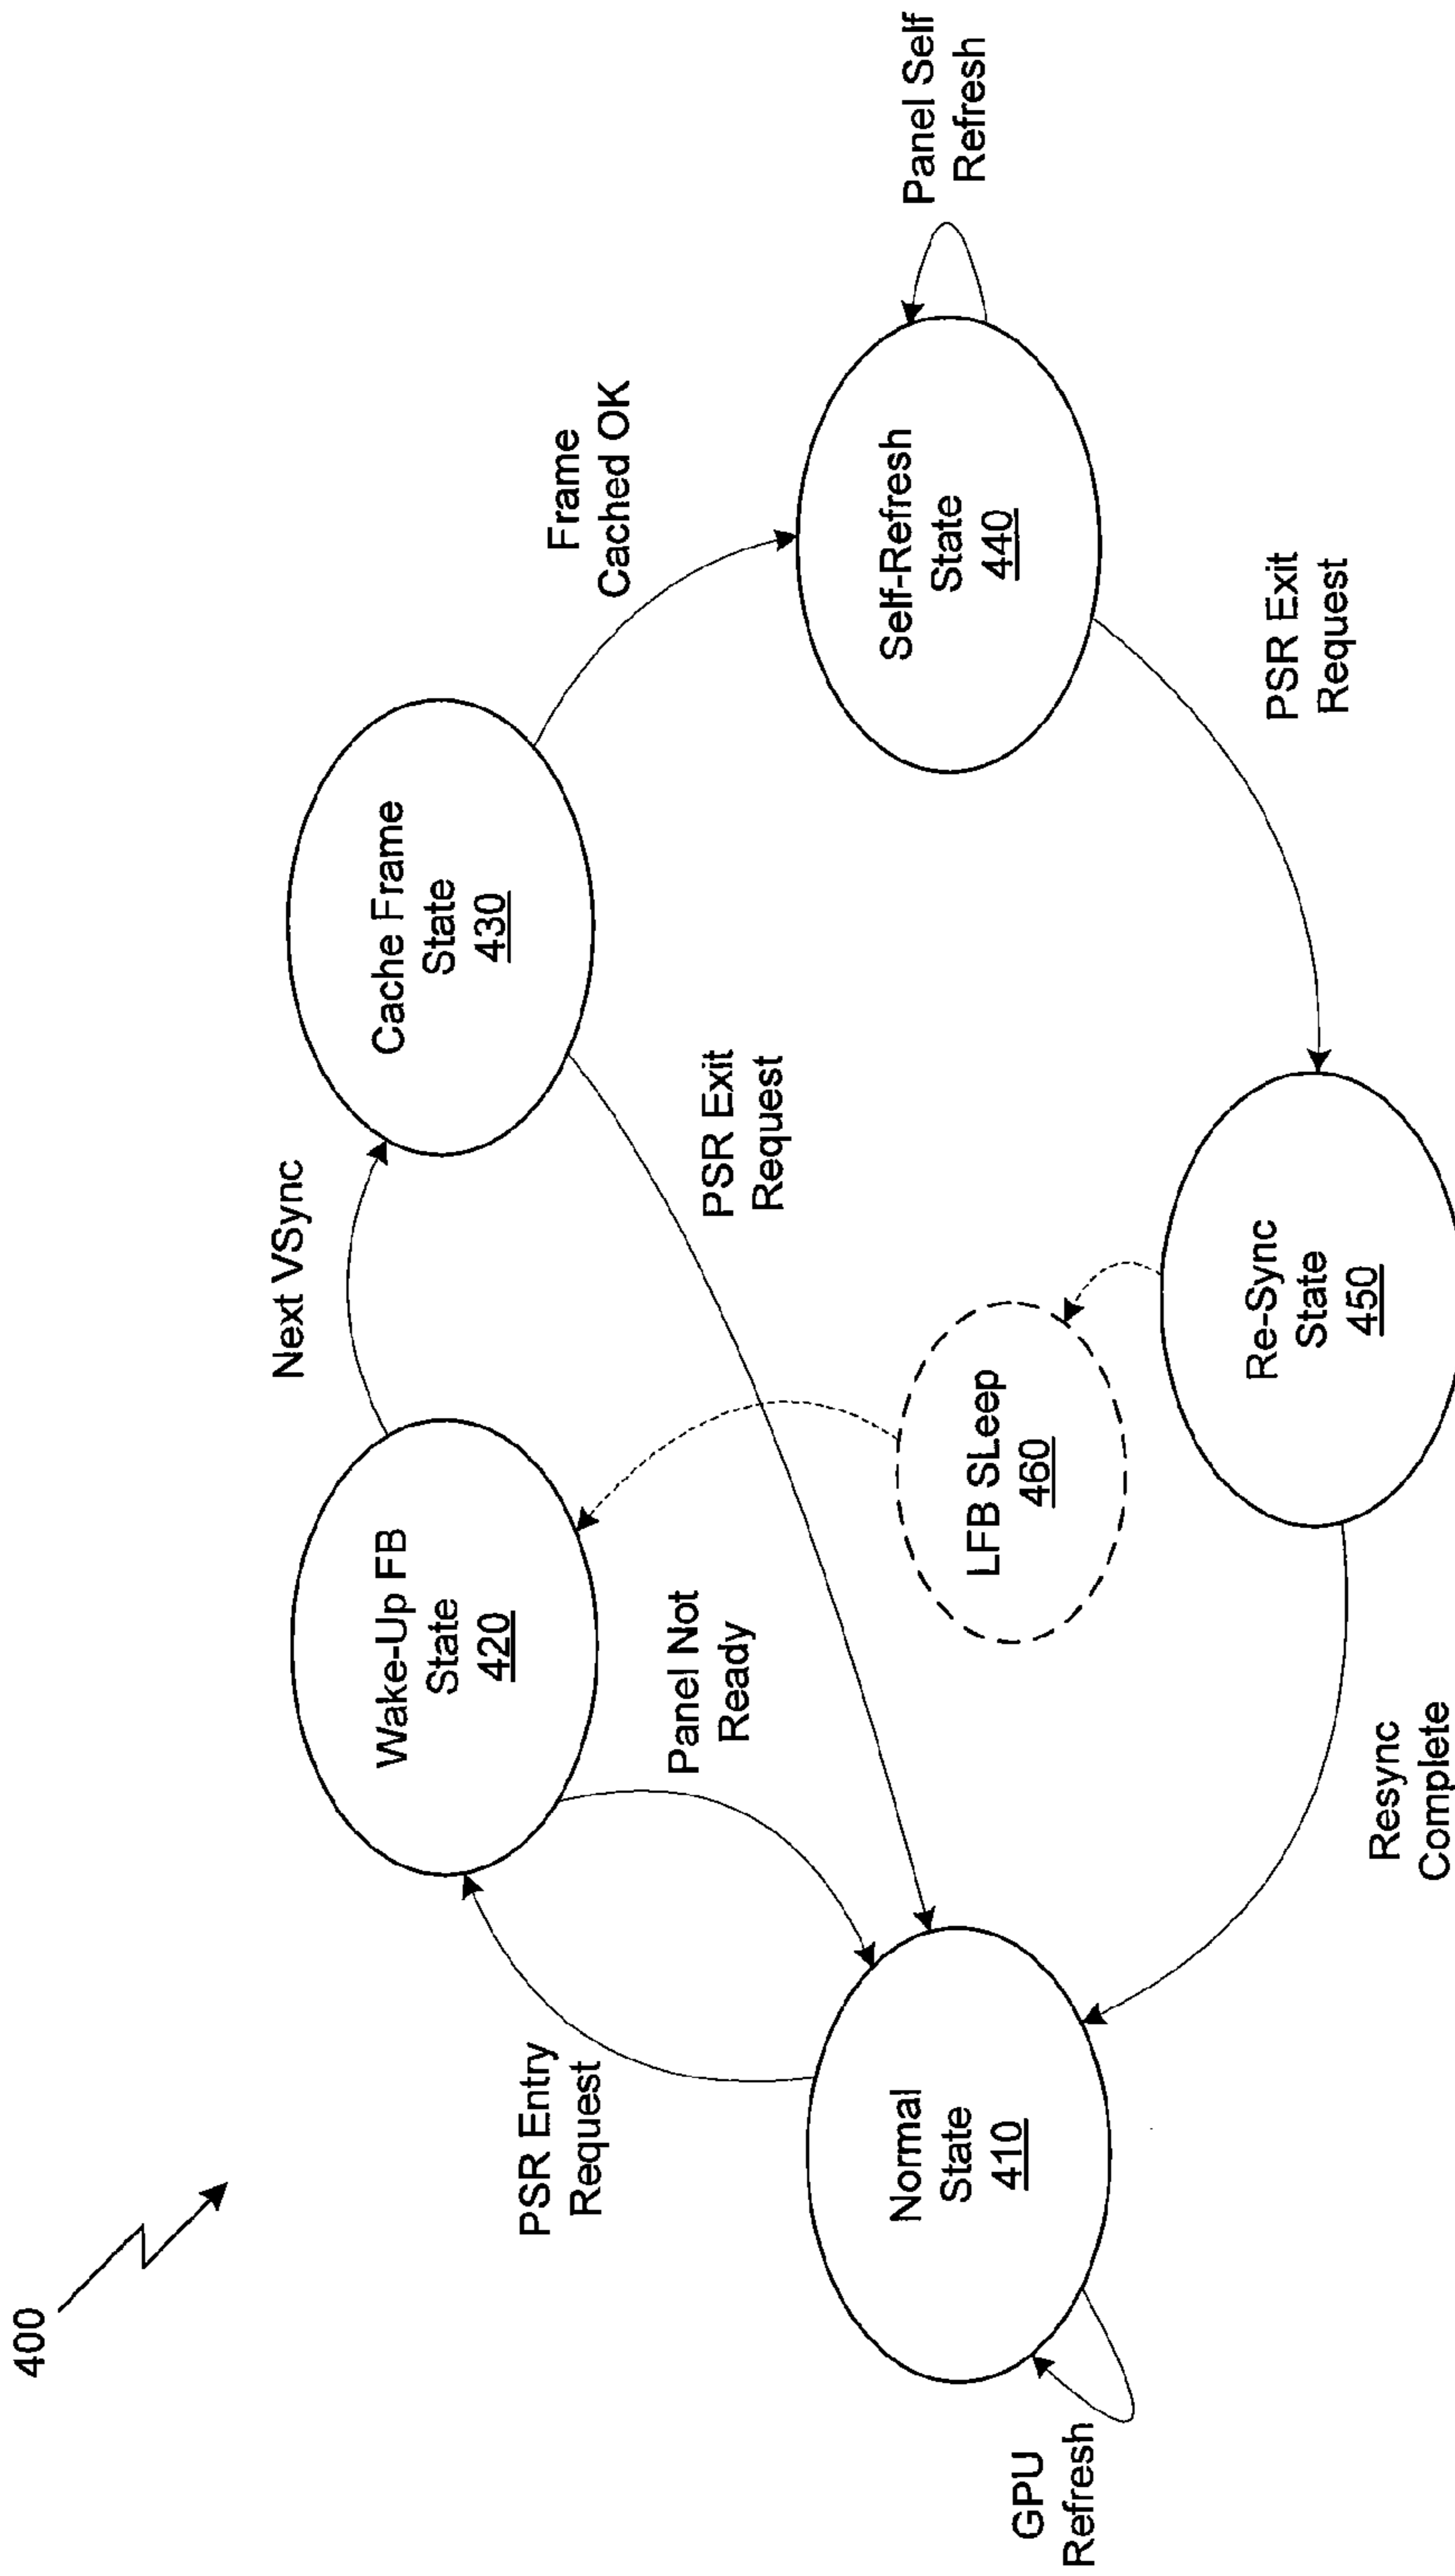 400
Next VSync
Wake-Up FB
State
420
Cache Frame
State
430
PSR Entry
Request
Frame
Cached OK
Panel Not
Ready
PSR Exit
Request
Normal
State
410
LFB SLeep
460
Self-Refresh
State
440
Panel Self
Refresh
GPU
Refresh
Re-Sync
State
450
PSR Exit
Request
Resync
Complete